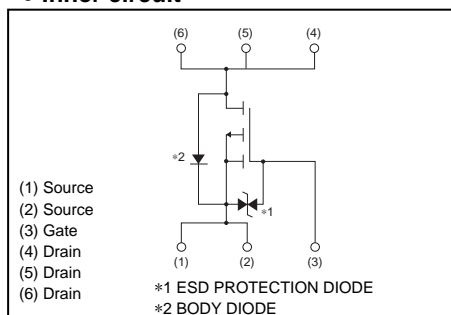 Inner circuit
(6) (5) (4)
*2
*1
(1) Source
(2) Source
(3) Gate
(4) Drain
(5) Drain
(6) Drain
(1) (2) (3)
*1 ESD PROTECTION DIODE
*2 BODY DIODE